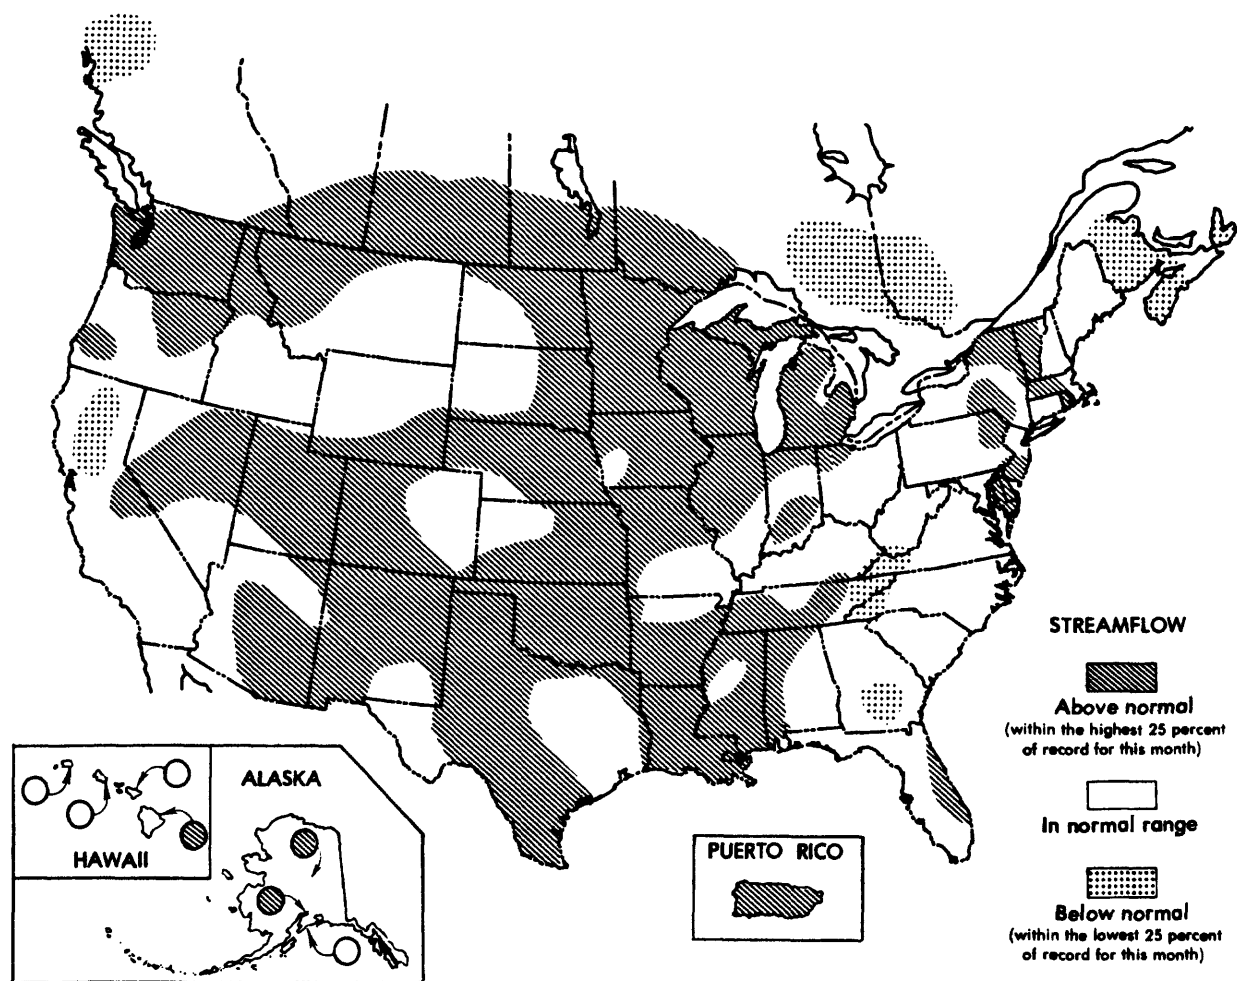 STREAMFLOW
Above normal
(within the highest 25 percent
of record for this month)
In normal range
Below normal
(within the lowest 25 percent
of record for this month)
ALASKA
HAWAII
PUERTO RICO